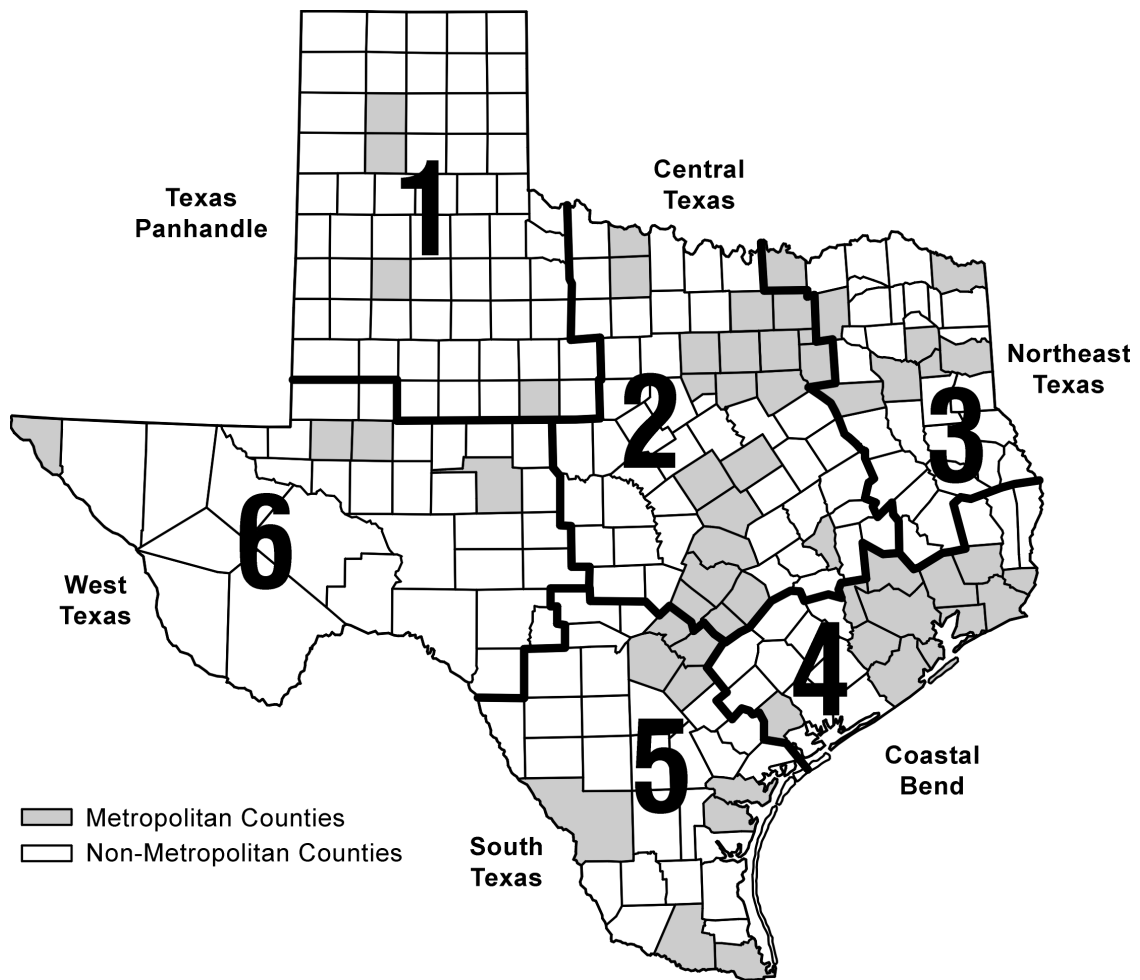 1
Texas
Panhandle
Central
Texas
Northeast
Texas
2
3
6
West
Texas
4
5
Coastal
Bend
Metropolitan Counties
Non-Metropolitan Counties
South
Texas